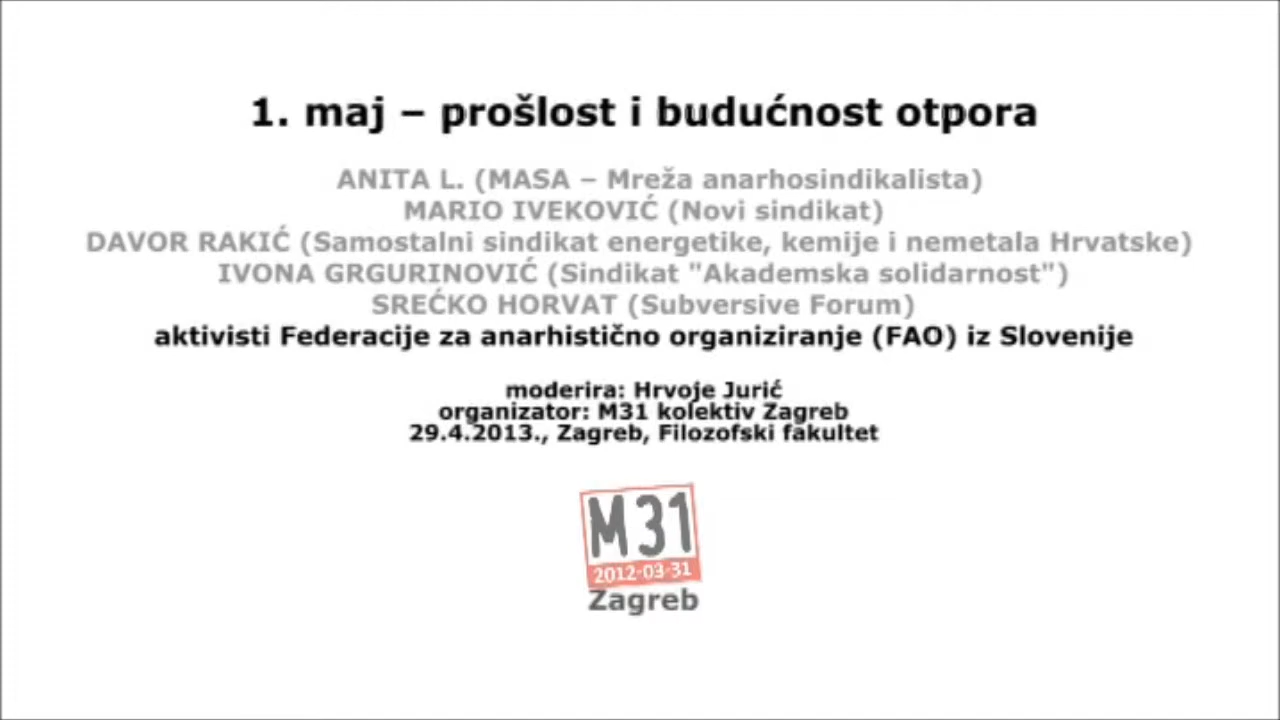 1. maj – prošlost i budućnost otpora
ANITA L. (MASA – Mreža anarhosindikalista)
MARIO IVEKOVIĆ (Novi sindikat)
DAVOR RAKIĆ (Samostalni sindikat energetike, kemije i nemetala Hrvatske)
IVONA GRGURINOVIĆ (Sindikat "Akademska solidarnost")
SREĆKO HORVAT (Subversive Forum)
aktivisti Federacije za anarhistično organiziranje (FAO) iz Slovenije
moderira: Hrvoje Jurić
organizator: M31 kolektiv Zagreb
29.4.2013., Zagreb, Filozofski fakultet
M31
2012-03-31
Zagreb